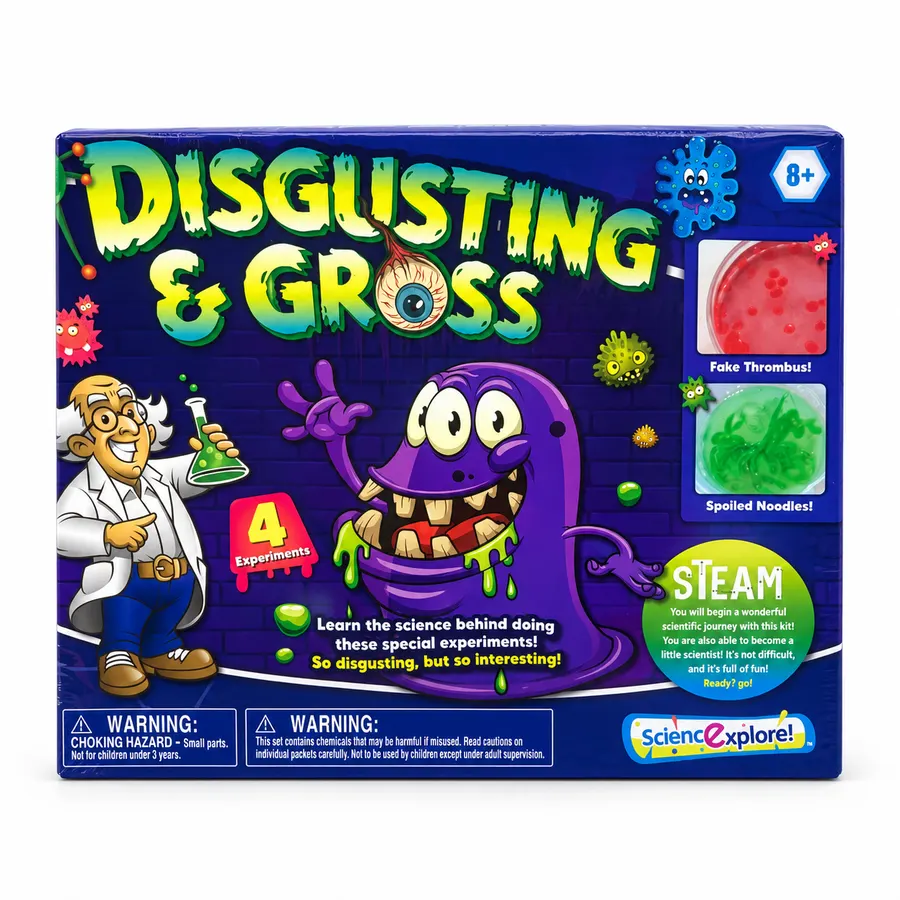 DISGUSTING
& GROSS
8+
Fake Thrombus!
Spoiled Noodles!
4
Experiments
Learn the science behind doing
these special experiments!
So disgusting, but so interesting!
STEAM
You will begin a wonderful
scientific journey with this kit!
You are also able to become a
little scientist! It's not difficult,
and it's full of fun!
Ready? go!
WARNING:
CHOKING HAZARD - Small parts.
Not for children under 3 years.
WARNING:
This set contains chemicals that may be harmful if misused. Read cautions on
individual packets carefully. Not to be used by children except under adult supervision.
SciencExplore!
TM